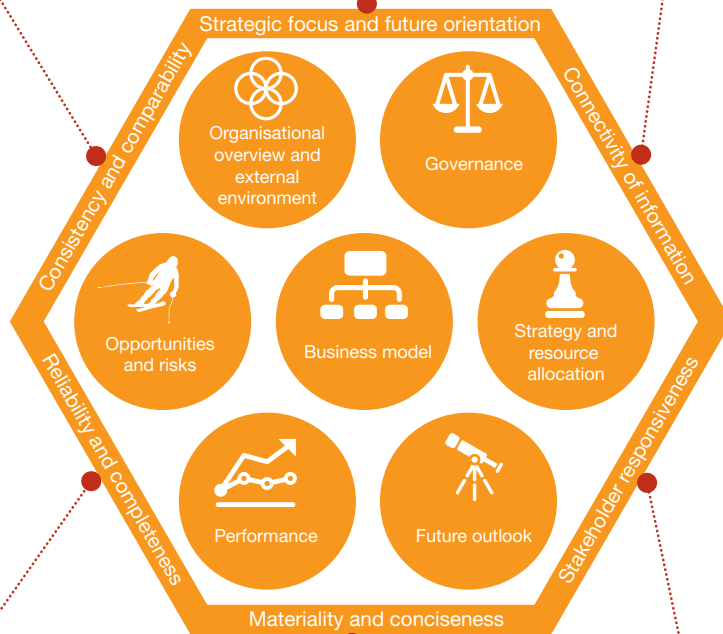 Strategic focus and future orientation
Consistency and comparability
Connectivity of information
Organisational
overview and
external
environment
Governance
Opportunities
and risks
Business model
Strategy and
resource
allocation
Reliability and completeness
Stakeholder responsiveness
Performance
Future outlook
Materiality and conciseness